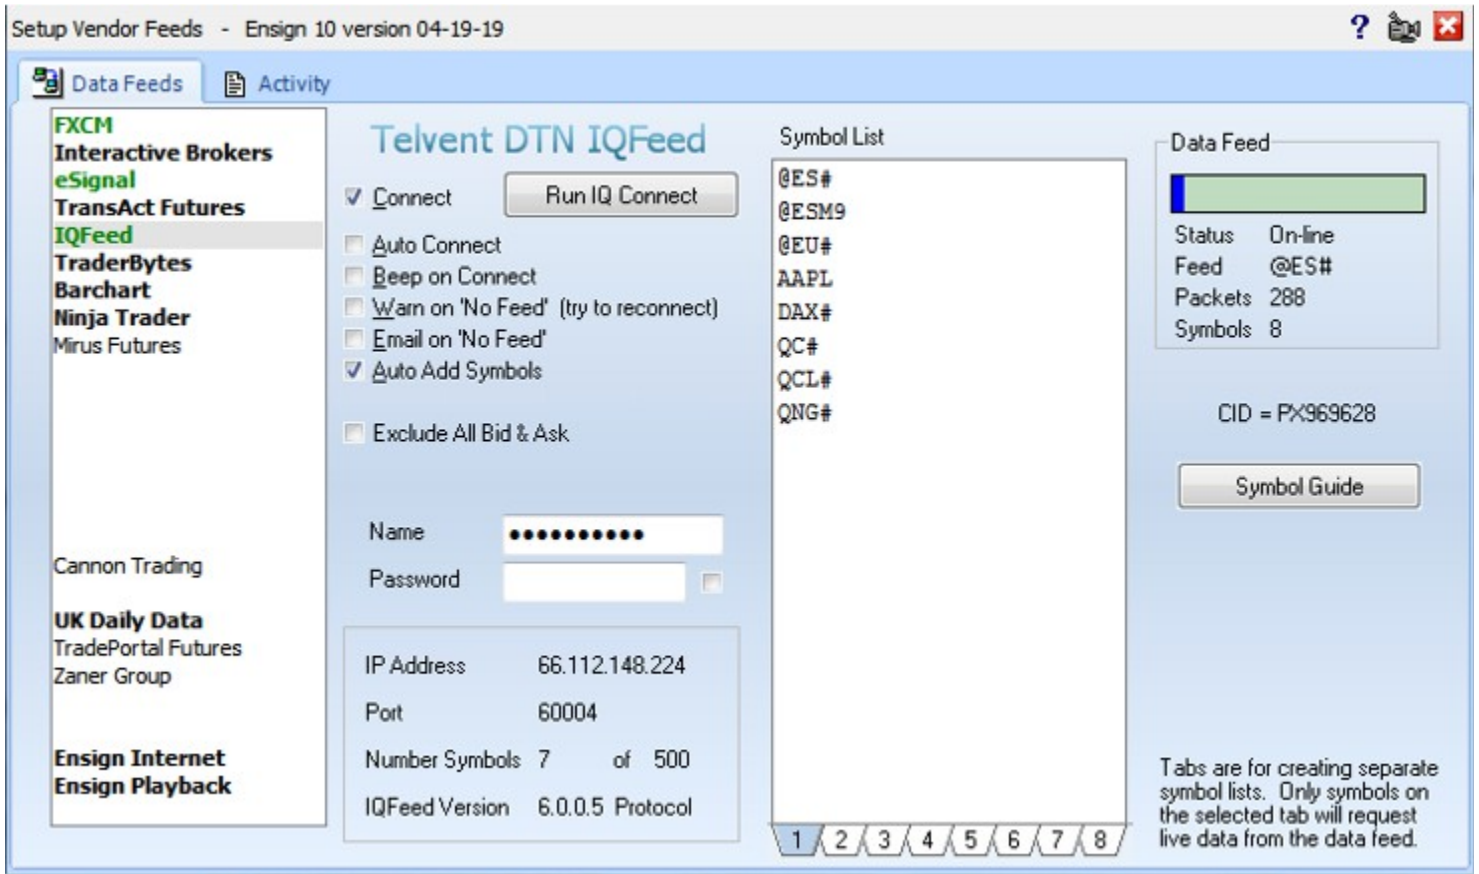 Setup Vendor Feeds - Ensign 10 version 04-19-19 ?
Data Feeds Activity
FXCM
Interactive Brokers
eSignal
TransAct Futures
IQFeed
TraderBytes
Barchart
Ninja Trader
Mirus Futures
Cannon Trading
UK Daily Data
TradePortal Futures
Zaner Group
Ensign Internet
Ensign Playback
Telvent DTN IQFeed
Connect Run IQ Connect
Auto Connect
Beep on Connect
Warn on 'No Feed' (try to reconnect)
Email on 'No Feed'
Auto Add Symbols
Exclude All Bid & Ask
Name ●●●●●●●●●●
Password
IP Address 66.112.148.224
Port 60004
Number Symbols 7 of 500
IQFeed Version 6.0.0.5 Protocol
Symbol List
@ES#
@ESM9
@EU#
AAPL
DAX#
QC#
QCL#
QNG#
1 2 3 4 5 6 7 8
Data Feed
Status On-line
Feed @ES#
Packets 288
Symbols 8
CID = PX969628
Symbol Guide
Tabs are for creating separate
symbol lists. Only symbols on
the selected tab will request
live data from the data feed.